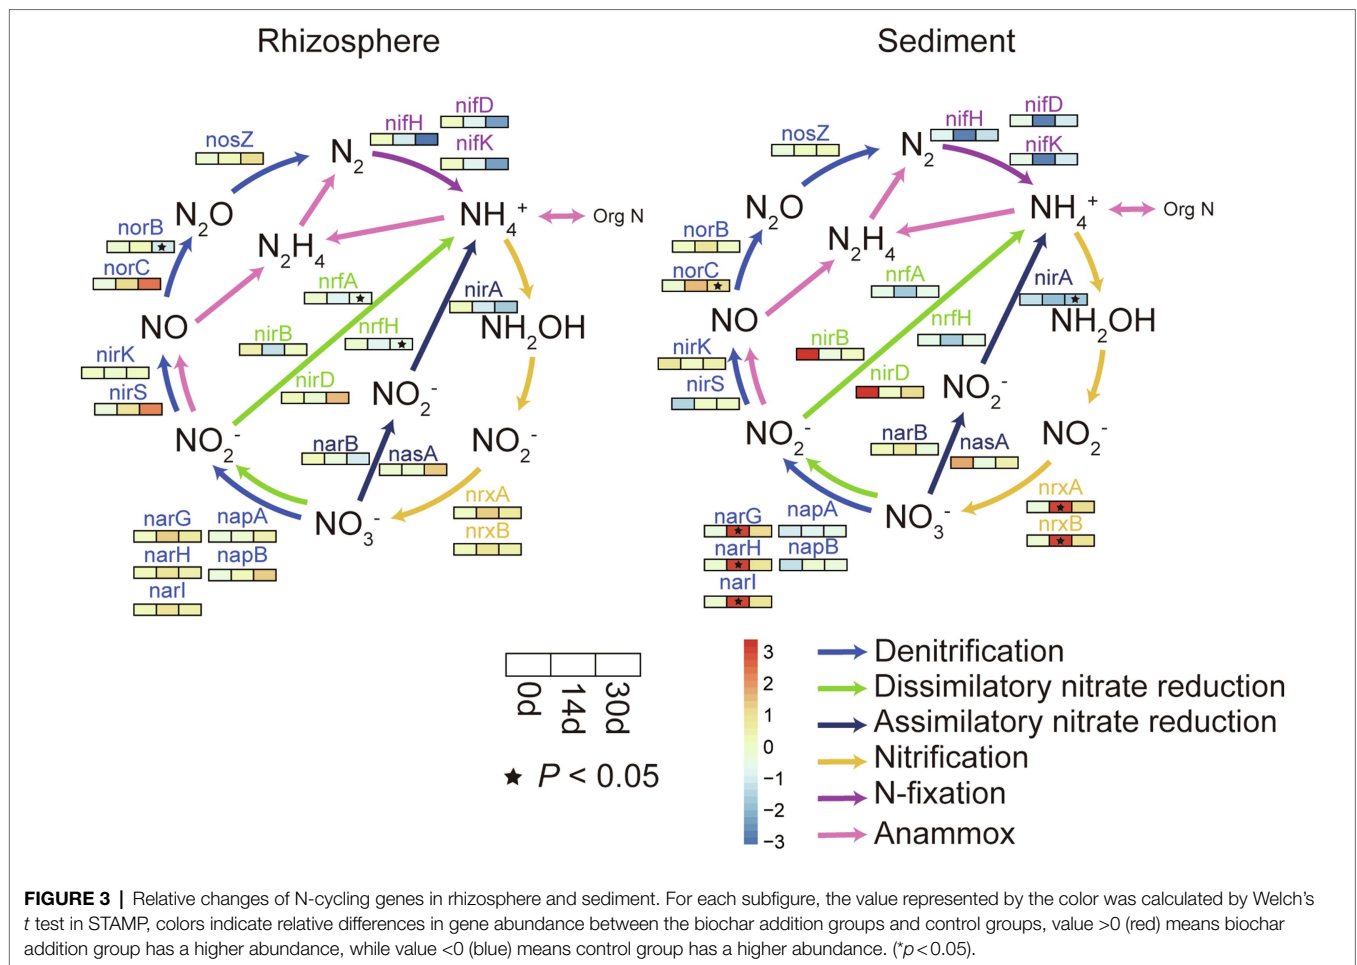 Rhizosphere
nifD
nifH
nosZ
N2
nifK
NH4+
Org N
norB
N2O
N2H4
norC
nrfA
nirA
NO
nirB
nrfH
NH2OH
nirK
nirD
nirS
NO2-
NO2-
narB
nasA
NO2-
nrxA
narG
napA
NO3-
nrxB
narH
napB
narI
Sediment
nifD
nifH
nosZ
N2
nifK
NH4+
Org N
norB
N2O
N2H4
norC
nrfA
nirA
NO
nirB
nrfH
NH2OH
nirK
nirD
nirS
NO2-
NO2-
narB
nasA
NO2-
nrxA
narG
napA
NO3-
nrxB
narH
napB
narI
0d
14d
30d
★ P < 0.05
3
2
1
0
−1
−2
−3
Denitrification
Dissimilatory nitrate reduction
Assimilatory nitrate reduction
Nitrification
N-fixation
Anammox
FIGURE 3 | Relative changes of N-cycling genes in rhizosphere and sediment. For each subfigure, the value represented by the color was calculated by Welch's
t test in STAMP, colors indicate relative differences in gene abundance between the biochar addition groups and control groups, value >0 (red) means biochar
addition group has a higher abundance, while value <0 (blue) means control group has a higher abundance. (*p<0.05).